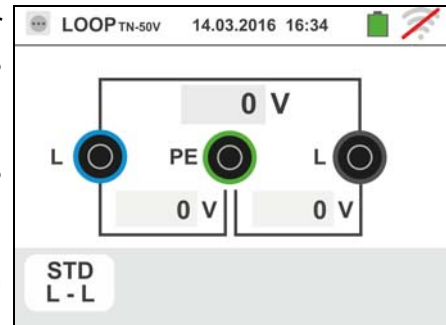 LOOP TN-50V 14.03.2016 16:34
0 V
L PE L
0 V 0 V
STD
L - L